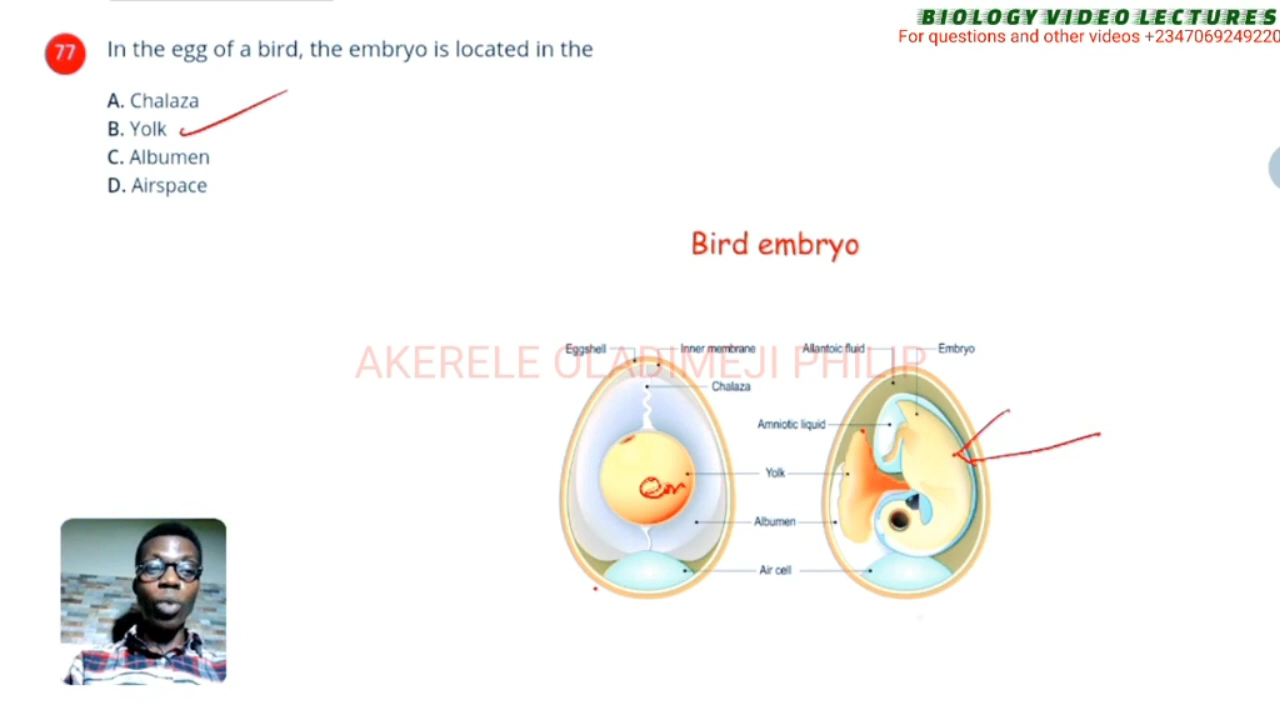 BIOLOGY VIDEO LECTURES
For questions and other videos +2347069249220
77 In the egg of a bird, the embryo is located in the
A. Chalaza
B. Yolk
C. Albumen
D. Airspace
Bird embryo
AKERELE OLADIMEJI PHILIP
Eggshell Inner membrane Allantoic fluid Embryo
Chalaza
Amniotic liquid
Yolk
Em
Albumen
Air cell